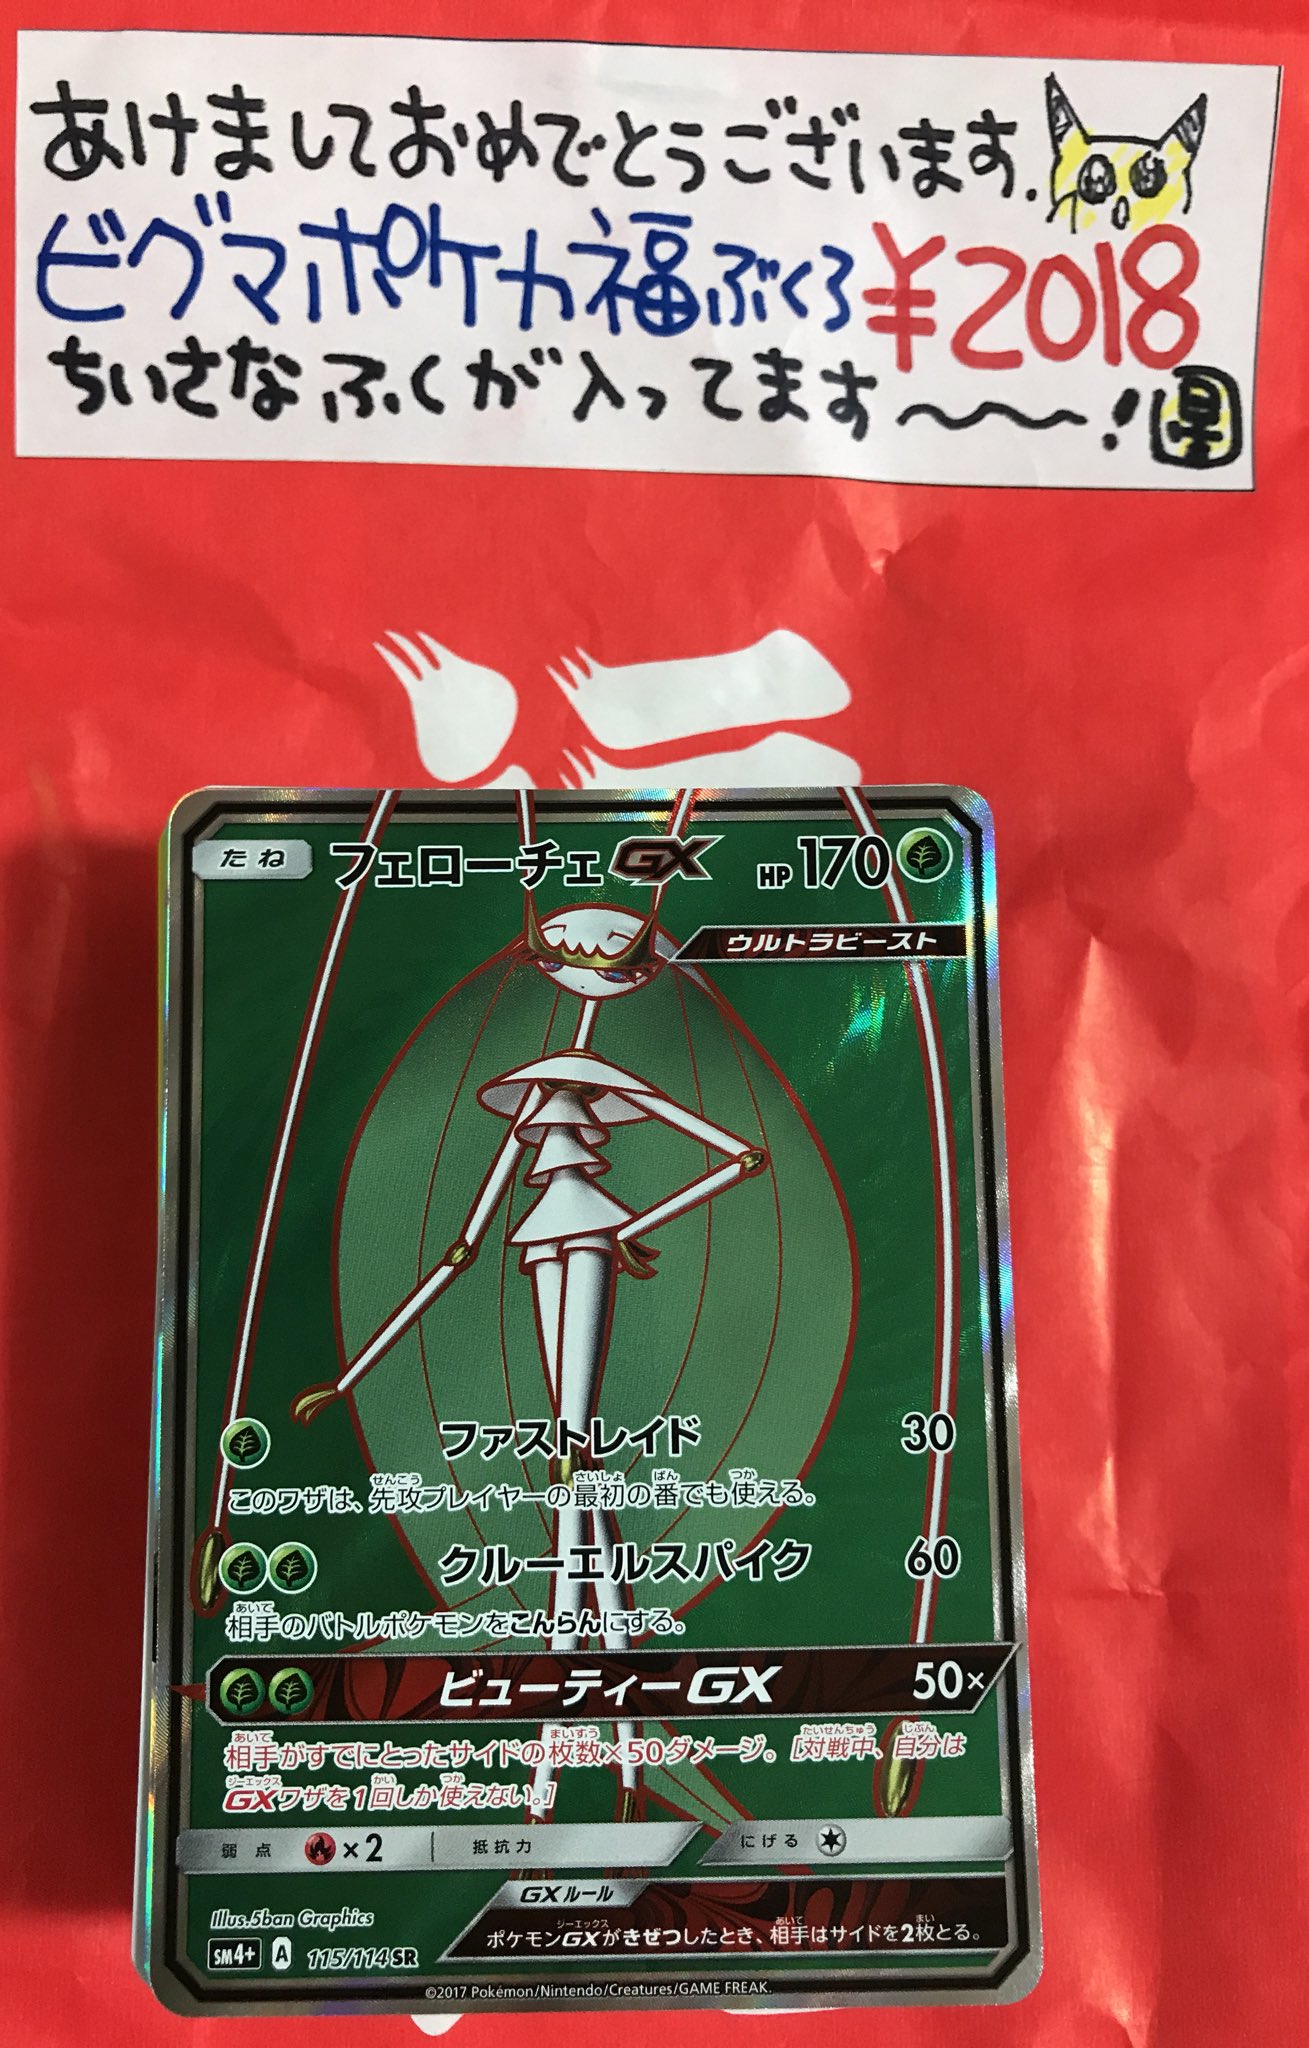 あけましておめでとうございます.
ビグマポケカ福ぶくろ¥2018
ちいさなふくが入ってます〜〜!
たね フェローチェGX HP170
ウルトラビースト
ファストレイド 30
このワザは、先攻プレイヤーの最初の番でも使える。
クルーエルスパイク 60
相手のバトルポケモンをこんらんにする。
ビューティーGX 50×
相手がすでにとったサイドの枚数×50ダメージ。[対戦中、自分は
GXワザを1回しか使えない。]
弱点 ×2 抵抗力 にげる
GXルール
ポケモンGXがきぜつしたとき、相手はサイドを2枚とる。
Illus.5ban Graphics
SM4+ A 115/114 SR
©2017 Pokémon/Nintendo/Creatures/GAME FREAK.